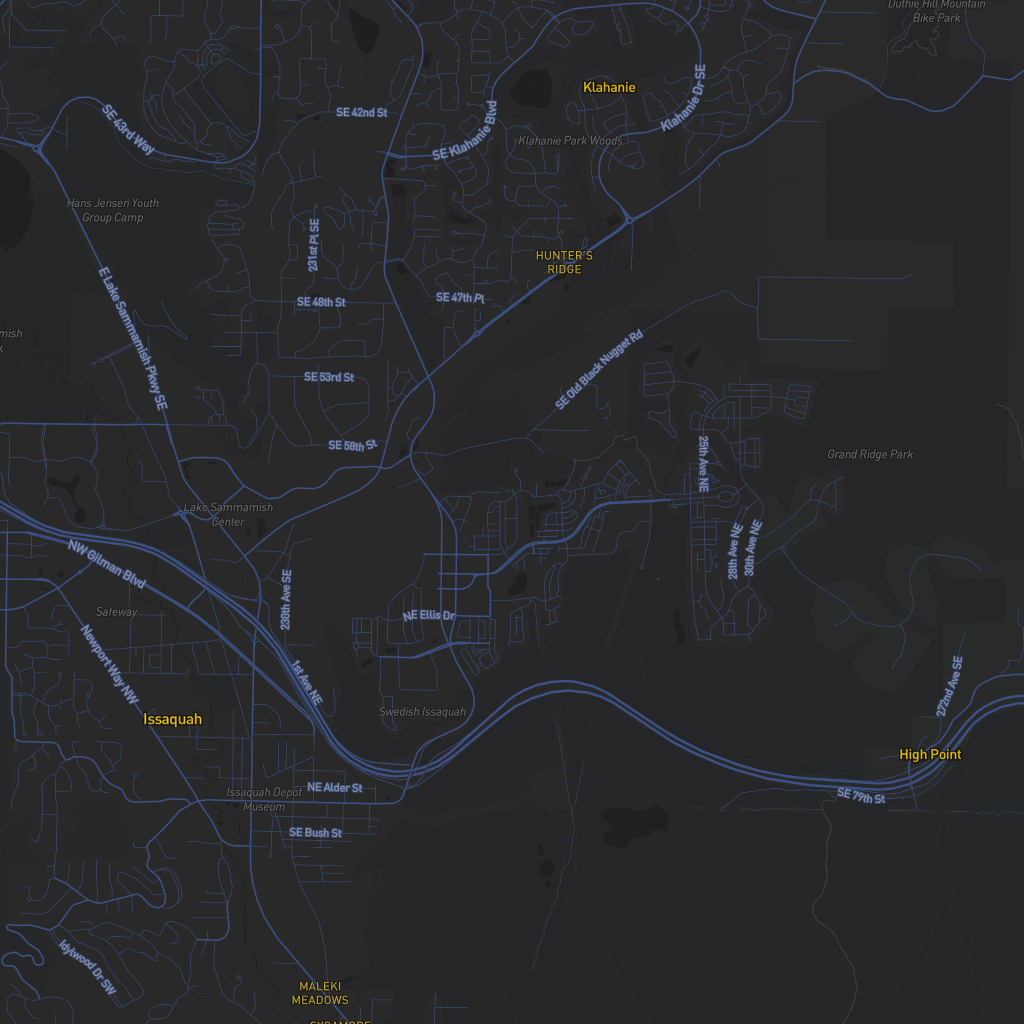 Duthie Hill Mountain
Bike Park
Klahanie
SE 42nd St
SE 43rd Way
SE Klahanie Blvd
Klahanie Dr SE
Klahanie Park Woods
Hans Jensen Youth
Group Camp
231st Pl SE
HUNTER'S
RIDGE
SE 48th St
SE 47th Pl
E Lake Sammamish Pkwy SE
SE Old Black Nugget Rd
SE 53rd St
SE 58th St
25th Ave NE
Grand Ridge Park
Lake Sammamish
Center
NW Gilman Blvd
28th Ave NE
30th Ave NE
230th Ave SE
Safeway
NE Ellis Dr
Newport Way NW
1st Ave NE
272nd Ave SE
Swedish Issaquah
Issaquah
High Point
Issaquah Depot
Museum
NE Alder St
SE 79th St
SE Bush St
Idylwood Dr SW
MALEKI
MEADOWS
SYCAMORE